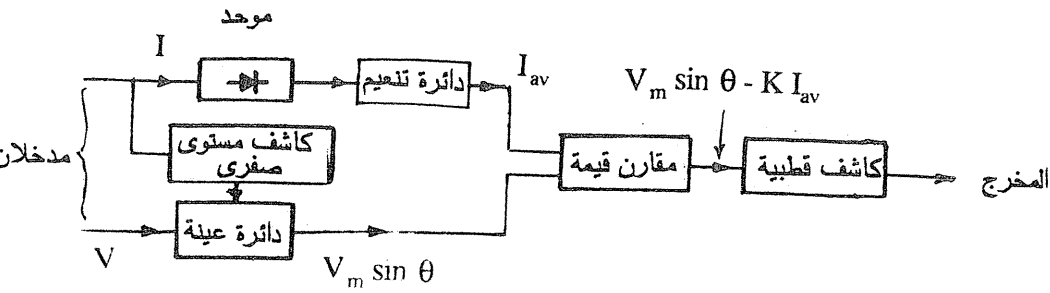 موحد
I
دائرة تنعيم
I_av
V_m sin θ - K I_av
مدخلان
كاشف مستوى
صفرى
مقارن قيمة
كاشف قطبية
المخرج
دائرة عينة
V
V_m sin θ